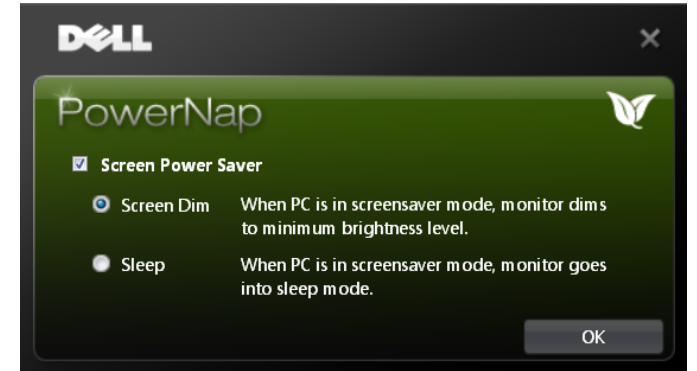 DELL
PowerNap
Screen Power Saver
Screen Dim When PC is in screensaver mode, monitor dims
to minimum brightness level.
Sleep When PC is in screensaver mode, monitor goes
into sleep mode.
OK